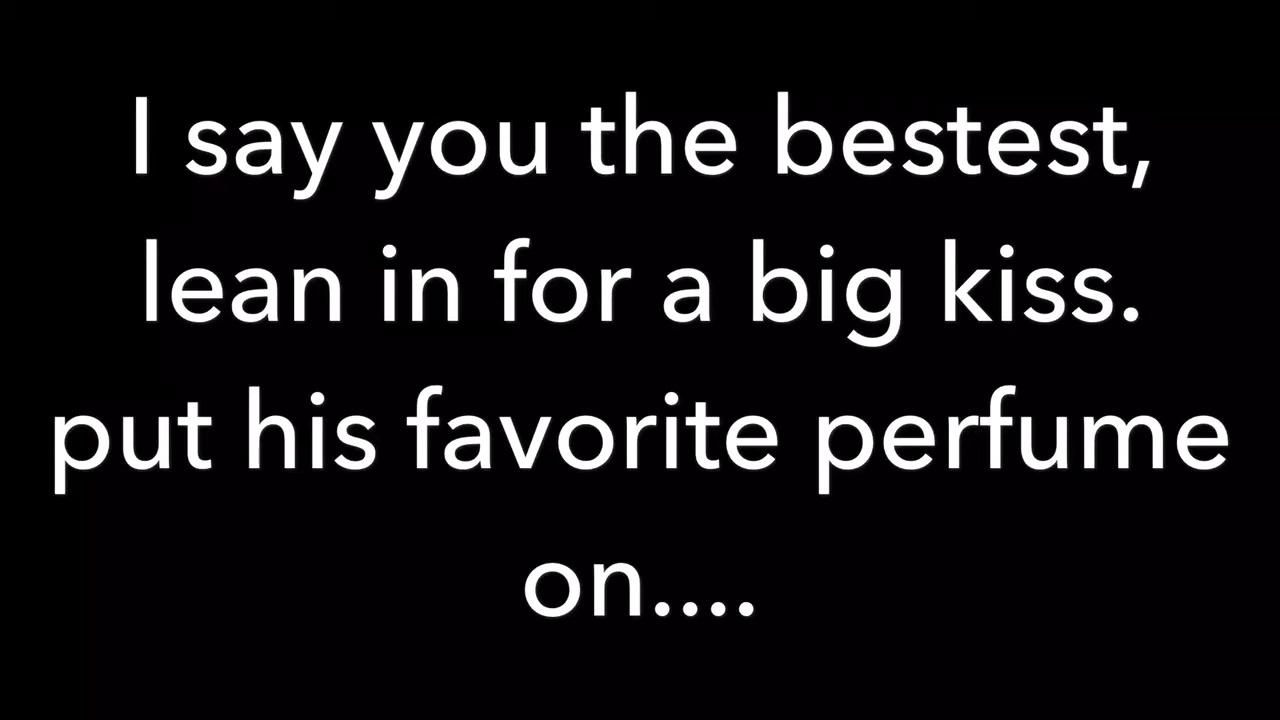 I say you the bestest,
lean in for a big kiss.
put his favorite perfume
on....